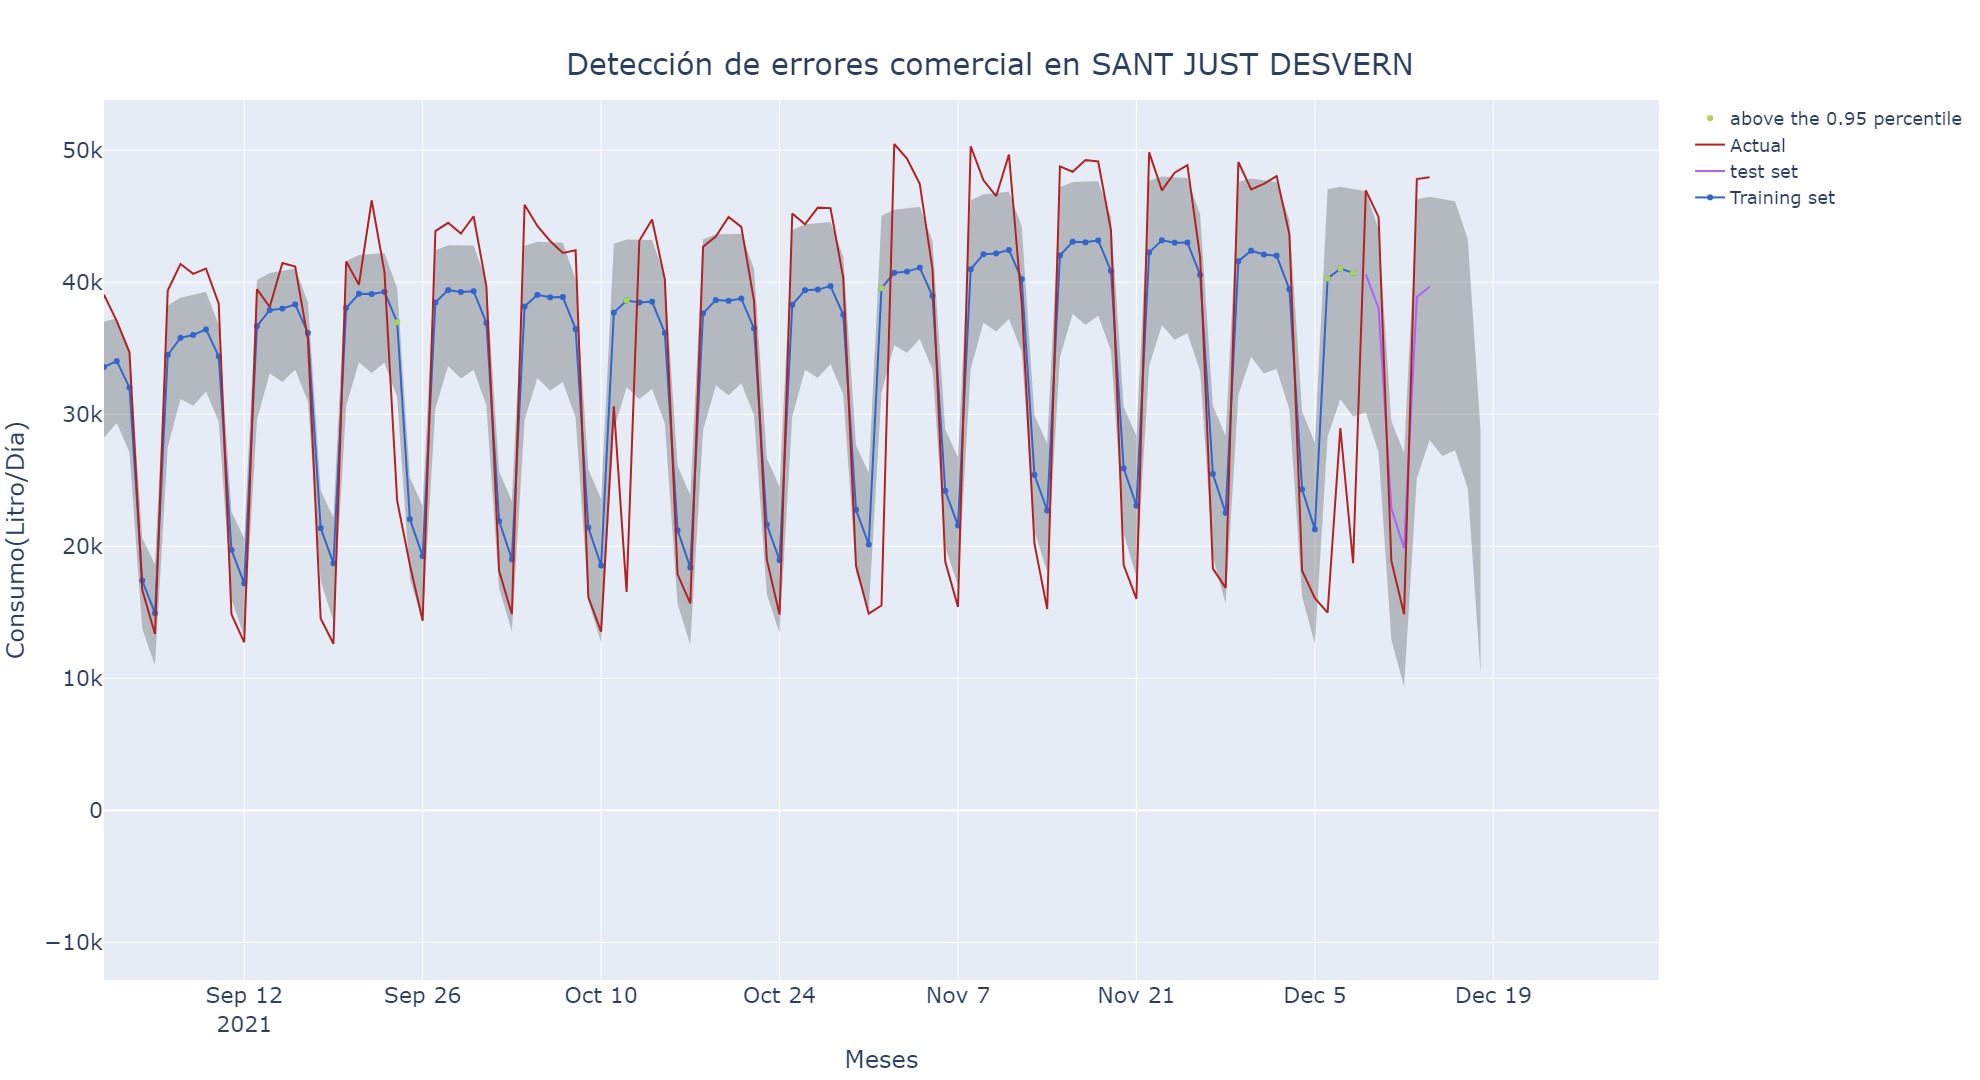 Detección de errores comercial en SANT JUST DESVERN
above the 0.95 percentile
Actual
test set
Training set
Consumo(Litro/Día)
50k
40k
30k
20k
10k
0
−10k
Sep 12
2021
Sep 26
Oct 10
Oct 24
Nov 7
Nov 21
Dec 5
Dec 19
Meses